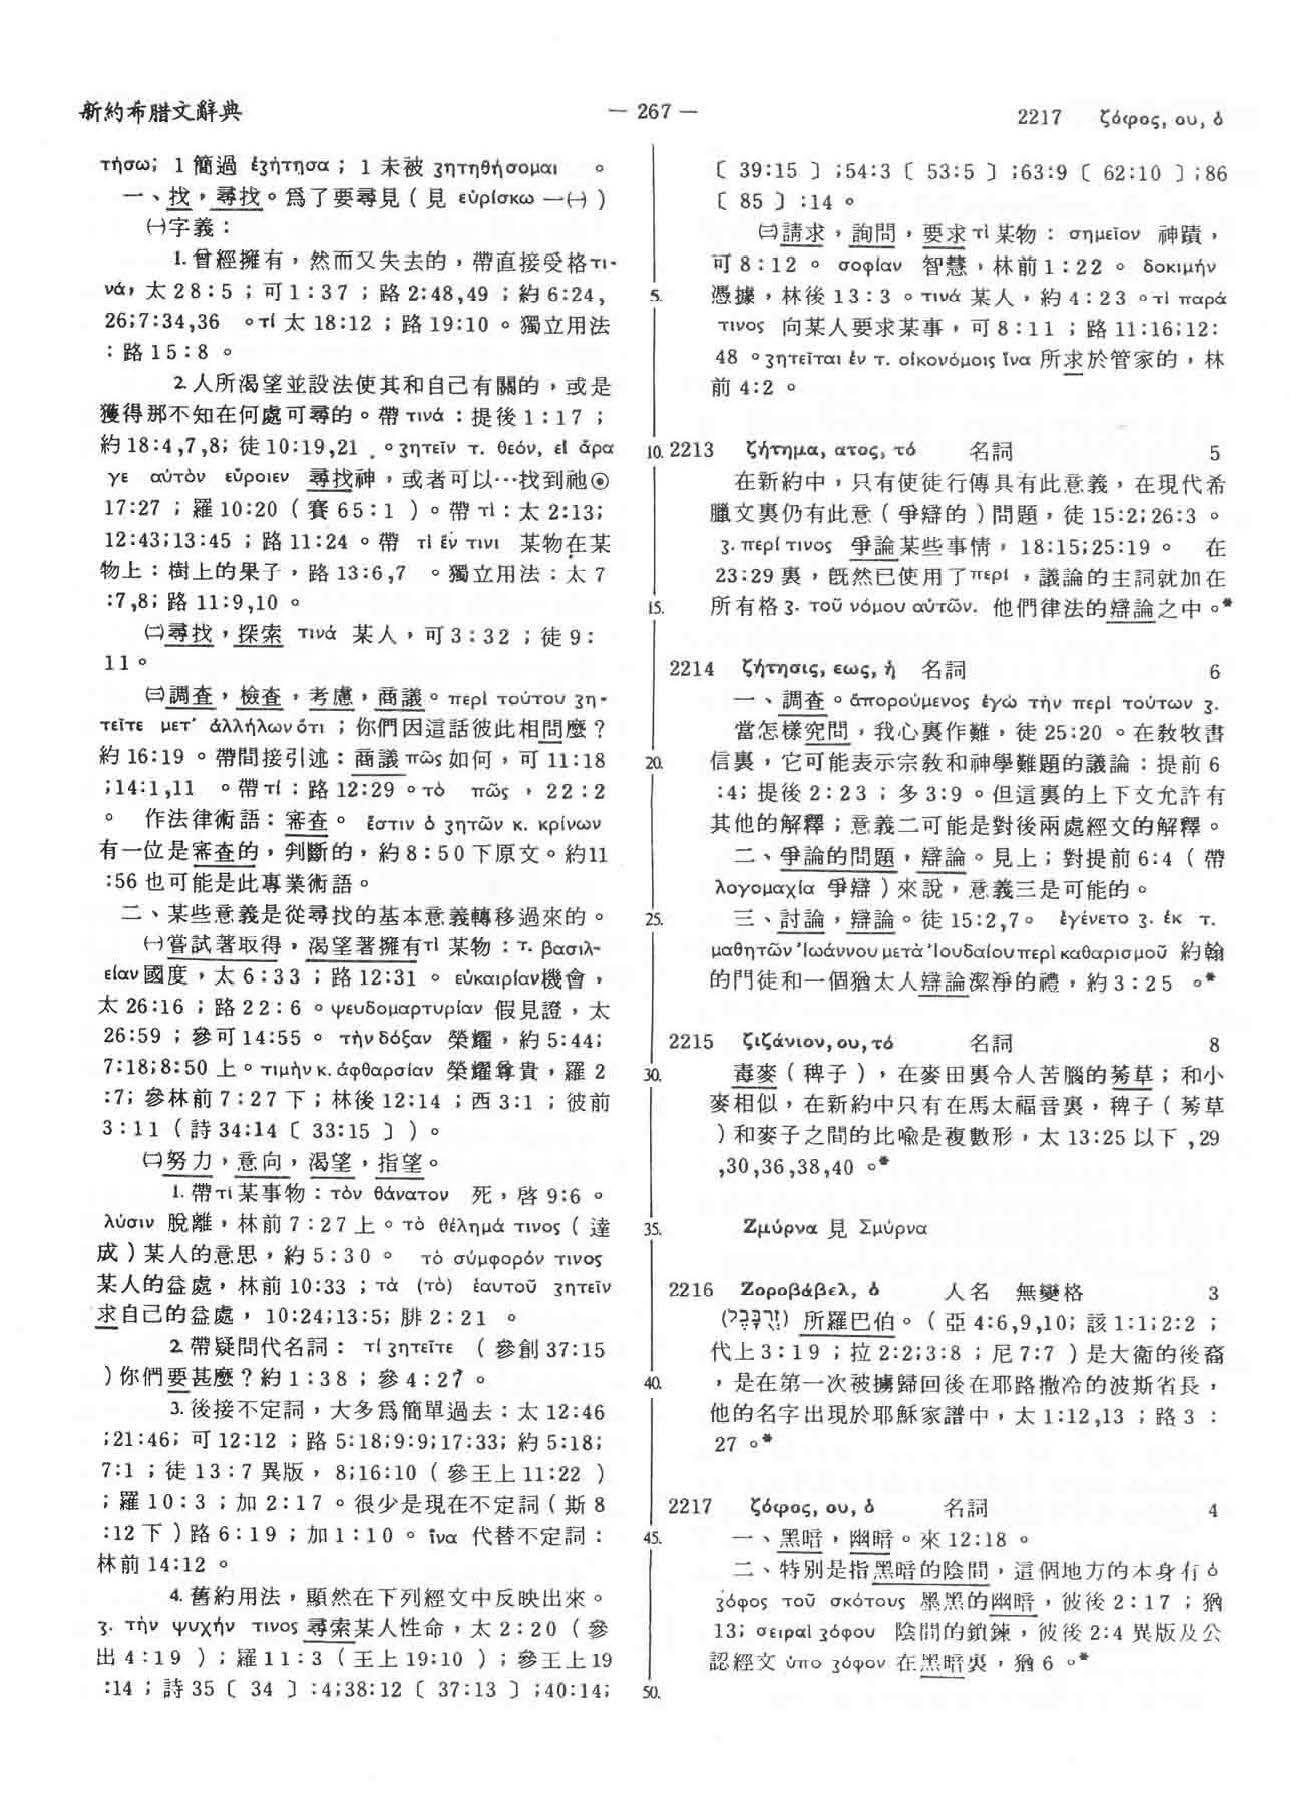 新約希腊文辭典
— 267 —
2217 ζόφος, ου, ὁ
τήσω; 1 簡過 ἐζήτησα ; 1 未被 ζητηθήσομαι 。
一、找,尋找。爲了要尋見(見 εὑρίσκω 一㈠)
㈠字義:
1. 曾經擁有,然而又失去的,帶直接受格τι-
νά, 太 28:5 ; 可1:37 ; 路 2:48,49 ; 約 6:24,
26;7:34,36 。τί 太 18:12 ; 路 19:10 。獨立用法
: 路 15:8 。
2. 人所渴望並設法使其和自己有關的,或是
獲得那不知在何處可尋的。帶 τινά : 提後 1:17 ;
約18:4,7,8; 徒10:19,21 。ζητεῖν τ. θεόν, εἰ ἄρα
γε αὐτὸν εὕροιεν 尋找神,或者可以…找到祂⊙
17:27 ; 羅 10:20 ( 賽 65:1 )。帶 τὶ : 太 2:13;
12:43;13:45 ; 路 11:24 。帶 τὶ ἔν τινι 某物在某
物上:樹上的果子,路 13:6,7 。獨立用法:太 7
:7,8; 路 11:9,10 。
㈡尋找,探索 τινά 某人,可3:32 ; 徒 9:
11。
㈢調查,檢查,考慮,商議。περὶ τούτου ζη-
τεῖτε μετ’ ἀλλήλων ὅτι ; 你們因這話彼此相問麼?
約 16:19 。帶間接引述:商議 πῶς 如何,可 11:18
;14:1,11 。帶 τί : 路 12:29 。τὸ πῶς , 22:2
。 作法律術語:審查。 ἔστιν ὁ ζητῶν κ. κρίνων
有一位是審查的,判斷的,約 8:50下原文。約11
:56 也可能是此專業術語。
二、某些意義是從尋找的基本意義轉移過來的。
㈠嘗試著取得,渴望著擁有τὶ 某物:τ. βασιλ-
είαν國度,太 6:33 ; 路 12:31 。 εὐκαιρίαν機會,
太 26:16 ; 路 22:6 。ψευδομαρτυρίαν 假見證,太
26:59 ; 參可 14:55 。 τὴν δόξαν 榮耀,約 5:44;
7:18;8:50 上。τιμὴν κ. ἀφθαρσίαν 榮耀尊貴,羅 2
:7; 參林前 7:27 下 ; 林後 12:14 ; 西 3:1 ; 彼前
3:11 ( 詩 34:14〔 33:15 〕)。
㈡努力,意向,渴望,指望。
1. 帶 τὶ 某事物:τὸν θάνατον 死,啓 9:6 。
λύσιν 脫離,林前 7:27 上。τὸ θέλημά τινος ( 達
成 ) 某人的意思,約 5:30 。 τὸ σύμφορόν τινος
某人的益處,林前 10:33 ; τὰ (τὸ) ἑαυτοῦ ζητεῖν
求自己的益處, 10:24;13:5; 腓 2:21 。
2. 帶疑問代名詞: τί ζητεῖτε ( 參創 37:15
) 你們要甚麼?約 1:38 ; 參 4:27 。
3. 後接不定詞,大多爲簡單過去:太 12:46
;21:46; 可 12:12 ; 路 5:18;9:9;17:33; 約 5:18;
7:1 ; 徒 13:7 異版, 8;16:10 ( 參王上 11:22 )
; 羅 10:3 ; 加 2:17 。很少是現在不定詞 ( 斯 8
:12 下 ) 路 6:19 ; 加 1:10 。 ἵνα 代替不定詞:
林前 14:12 。
4. 舊約用法,顯然在下列經文中反映出來。
ζ. τὴν ψυχήν τινος 尋索某人性命,太 2:20 ( 參
出 4:19 ) ; 羅 11:3 ( 王上 19:10 ) ; 參王上 19
:14 ; 詩 35〔 34 〕:4;38:12〔 37:13 〕;40:14;
5.
10.
15.
20.
25.
30.
35.
40.
45.
50.
〔 39:15 〕;54:3〔 53:5 〕;63:9〔 62:10 〕;86
〔 85 〕:14 。
㈢請求,詢問,要求 τὶ 某物: σημεῖον 神蹟,
可 8:12 。 σοφίαν 智慧,林前 1:22 。 δοκιμήν
憑據,林後 13:3 。τινά 某人,約 4:23 。τὶ παρά
τινος 向某人要求某事,可 8:11 ; 路 11:16;12:
48 。ζητεῖται ἐν τ. οἰκονόμοις ἵνα 所求於管家的,林
前 4:2 。
2213 ζήτημα, ατος, τό 名詞 5
在新約中,只有使徒行傳具有此意義,在現代希
臘文裏仍有此意 ( 爭辯的 ) 問題,徒 15:2;26:3 。
ζ. περί τινος 爭論某些事情, 18:15;25:19 。 在
23:29 裏,既然已使用了περί ,議論的主詞就加在
所有格 ζ. τοῦ νόμου αὐτῶν. 他們律法的辯論之中。*
2214 ζήτησις, εως, ἡ 名詞 6
一、調查。ἀπορούμενος ἐγὼ τὴν περὶ τούτων ζ.
當怎樣究問,我心裏作難,徒 25:20 。在敎牧書
信裏,它可能表示宗敎和神學難題的議論:提前 6
:4; 提後 2:23 ; 多 3:9 。但這裏的上下文允許有
其他的解釋;意義二可能是對後兩處經文的解釋。
二、爭論的問題,辯論。見上;對提前 6:4 ( 帶
λογομαχία 爭辯 ) 來說,意義三是可能的。
三、討論,辯論。徒 15:2,7。 ἐγένετο ζ. ἐκ τ.
μαθητῶν Ἰωάννου μετὰ Ἰουδαίου περὶ καθαρισμοῦ 約翰
的門徒和一個猶太人辯論潔淨的禮,約 3:25 。*
2215 ζιζάνιον, ου, τό 名詞 8
毒麥 ( 稗子 ) ,在麥田裏令人苦腦的莠草;和小
麥相似,在新約中只有在馬太福音裏,稗子 ( 莠草
) 和麥子之間的比喩是複數形,太 13:25 以下 ,29
,30,36,38,40 。*
Ζμύρνα 見 Σμύρνα
2216 Ζοροβάβελ, ὁ 人名 無變格 3
(זְרֻבָּבֶל) 所羅巴伯。( 亞 4:6,9,10; 該 1:1;2:2 ;
代上 3:19 ; 拉 2:2;3:8 ; 尼 7:7 ) 是大衞的後裔
,是在第一次被擄歸回後在耶路撒冷的波斯省長,
他的名字出現於耶穌家譜中,太 1:12,13 ; 路 3 :
27 。*
2217 ζόφος, ου, ὁ 名詞 4
一、黑暗,幽暗。來 12:18 。
二、特別是指黑暗的陰間,這個地方的本身有 ὁ
ζόφος τοῦ σκότους 墨黑的幽暗,彼後 2:17 ; 猶
13; σειραὶ ζόφου 陰間的鎖鍊,彼後 2:4 異版及公
認經文 ὑπο ζόφον 在黑暗裏,猶 6 。*